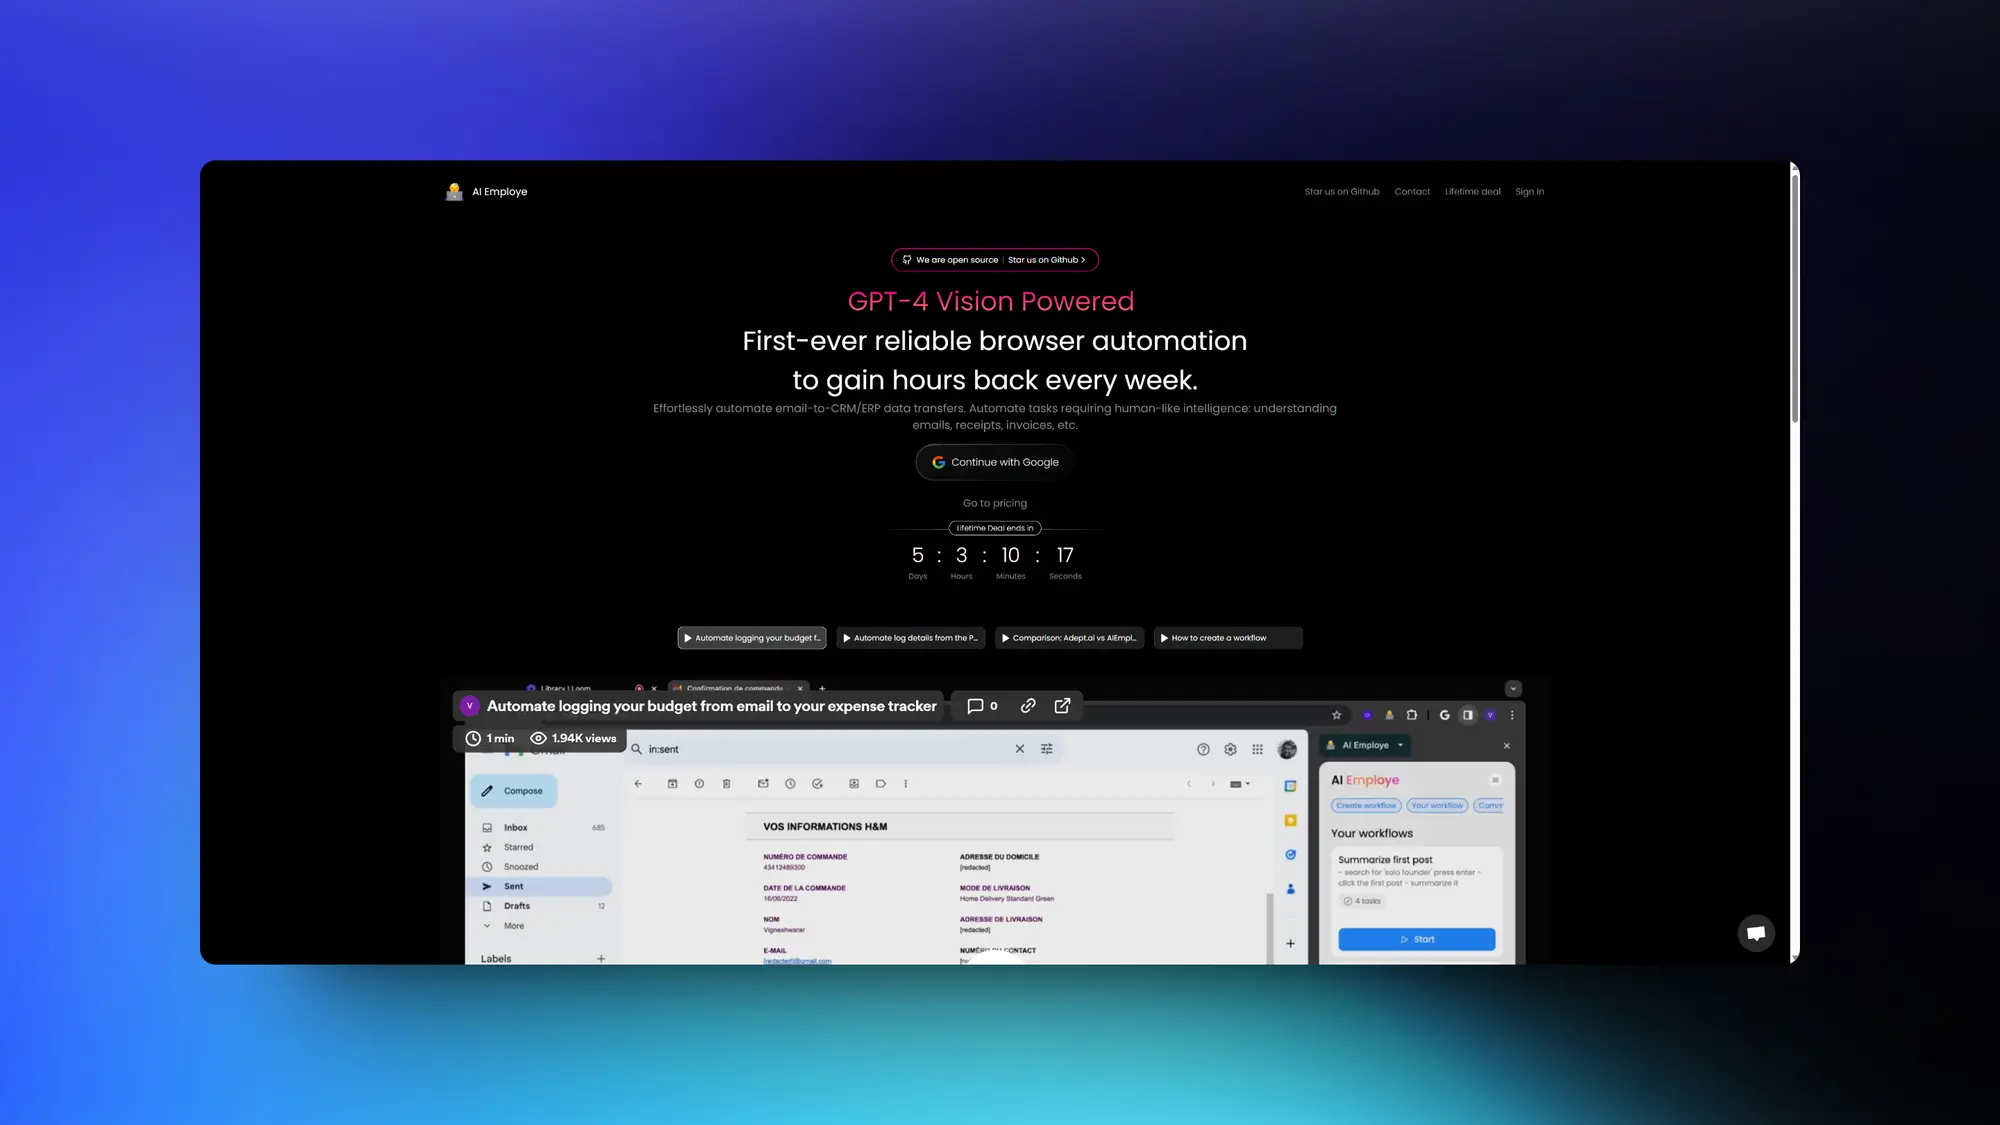 AI Employe
Star us on Github Contact Lifetime deal Sign In
We are open source | Star us on Github >
GPT-4 Vision Powered
First-ever reliable browser automation
to gain hours back every week.
Effortlessly automate email-to-CRM/ERP data transfers. Automate tasks requiring human-like intelligence: understanding
emails, receipts, invoices, etc.
Continue with Google
Go to pricing
Lifetime Deal ends in
5 : 3 : 10 : 17
Days Hours Minutes Seconds
Automate logging your budget f...
Automate log details from the P...
Comparison: Adept.ai vs AIEmpl...
How to create a workflow
Library | Loom
Confirmation de commande
V Automate logging your budget from email to your expense tracker
0
1 min 1.94K views
in:sent
G
V
AI Employe
Compose
Inbox 685
Starred
Snoozed
Sent
Drafts 12
More
Labels
VOS INFORMATIONS H&M
NUMÉRO DE COMMANDE
43412489300
DATE DE LA COMMANDE
16/08/2022
NOM
Vigneshwarar
E-MAIL
[redacted]@gmail.com
ADRESSE DU DOMICILE
[redacted]
MODE DE LIVRAISON
Home Delivery Standard Green
ADRESSE DE LIVRAISON
[redacted]
CONTACT
AI Employe
Create workflow Your workflow Comm
Your workflows
Summarize first post
- search for 'solo founder' press enter -
click the first post - summarize it
4 tasks
Start